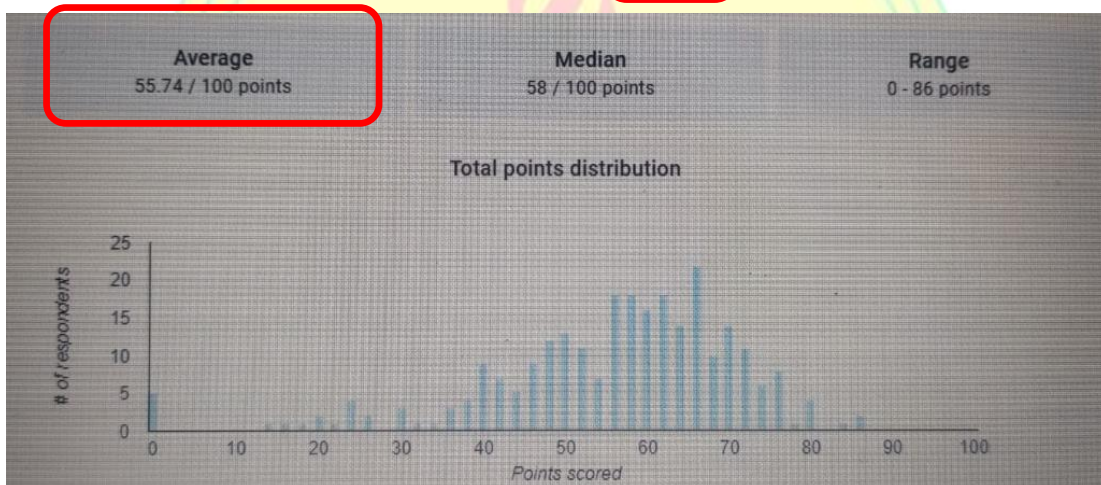 Average
55.74 / 100 points
Median
58 / 100 points
Range
0 - 86 points
Total points distribution
# of respondents
25
20
15
10
5
0
0 10 20 30 40 50 60 70 80 90 100
Points scored